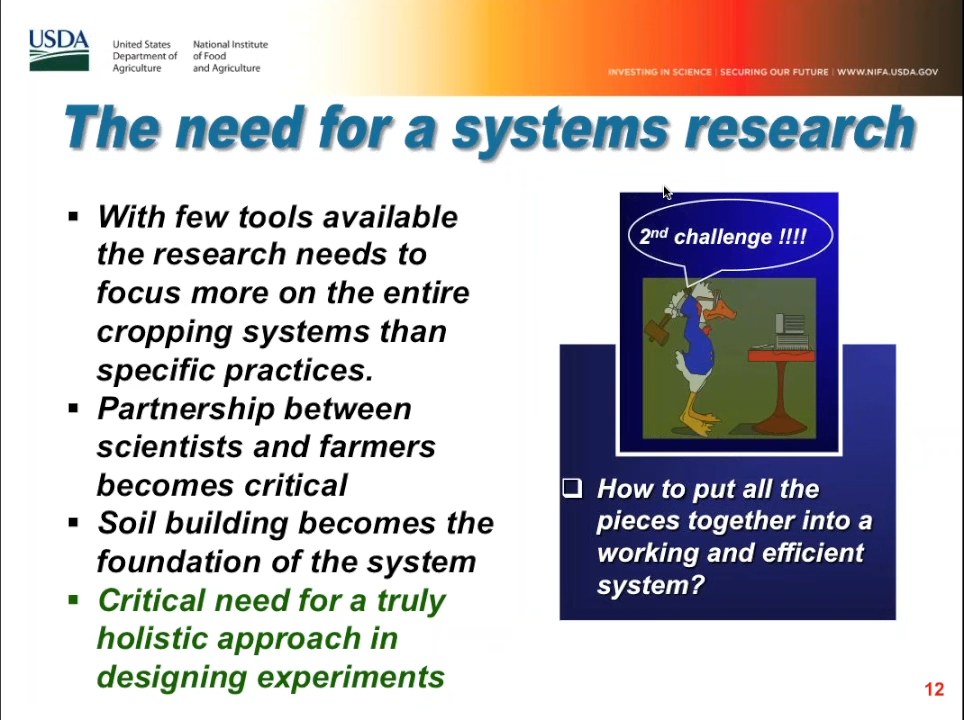 USDA
United States
Department of
Agriculture
National Institute
of Food
and Agriculture
INVESTING IN SCIENCE | SECURING OUR FUTURE | WWW.NIFA.USDA.GOV
The need for a systems research
▪ With few tools available
the research needs to
focus more on the entire
cropping systems than
specific practices.
▪ Partnership between
scientists and farmers
becomes critical
▪ Soil building becomes the
foundation of the system
▪ Critical need for a truly
holistic approach in
designing experiments
2nd challenge !!!!
❑ How to put all the
pieces together into a
working and efficient
system?
12